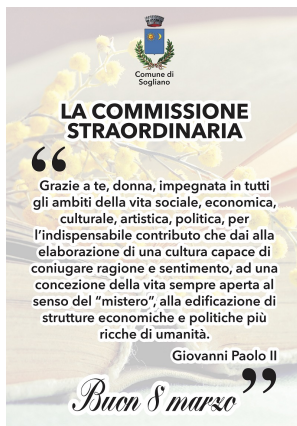 Comune di
Sogliano
LA COMMISSIONE
STRAORDINARIA
“
Grazie a te, donna, impegnata in tutti
gli ambiti della vita sociale, economica,
culturale, artistica, politica, per
l’indispensabile contributo che dai alla
elaborazione di una cultura capace di
coniugare ragione e sentimento, ad una
concezione della vita sempre aperta al
senso del “mistero”, alla edificazione di
strutture economiche e politiche più
ricche di umanità.
Giovanni Paolo II
”
Buon 8 marzo